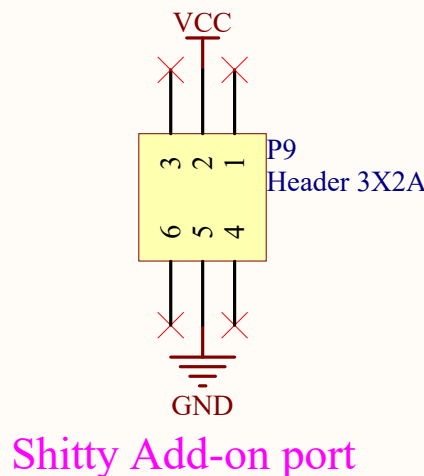 VCC
P9
3 2 1
Header 3X2A
6 5 4
GND
Shitty Add-on port